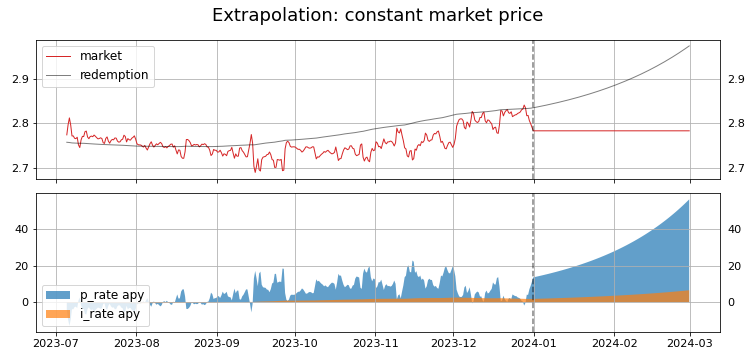 Extrapolation: constant market price
market
redemption
2.9
2.8
2.7
2.9
2.8
2.7
40
20
0
40
20
0
p_rate apy
i_rate apy
2023-07 2023-08 2023-09 2023-10 2023-11 2023-12 2024-01 2024-02 2024-03